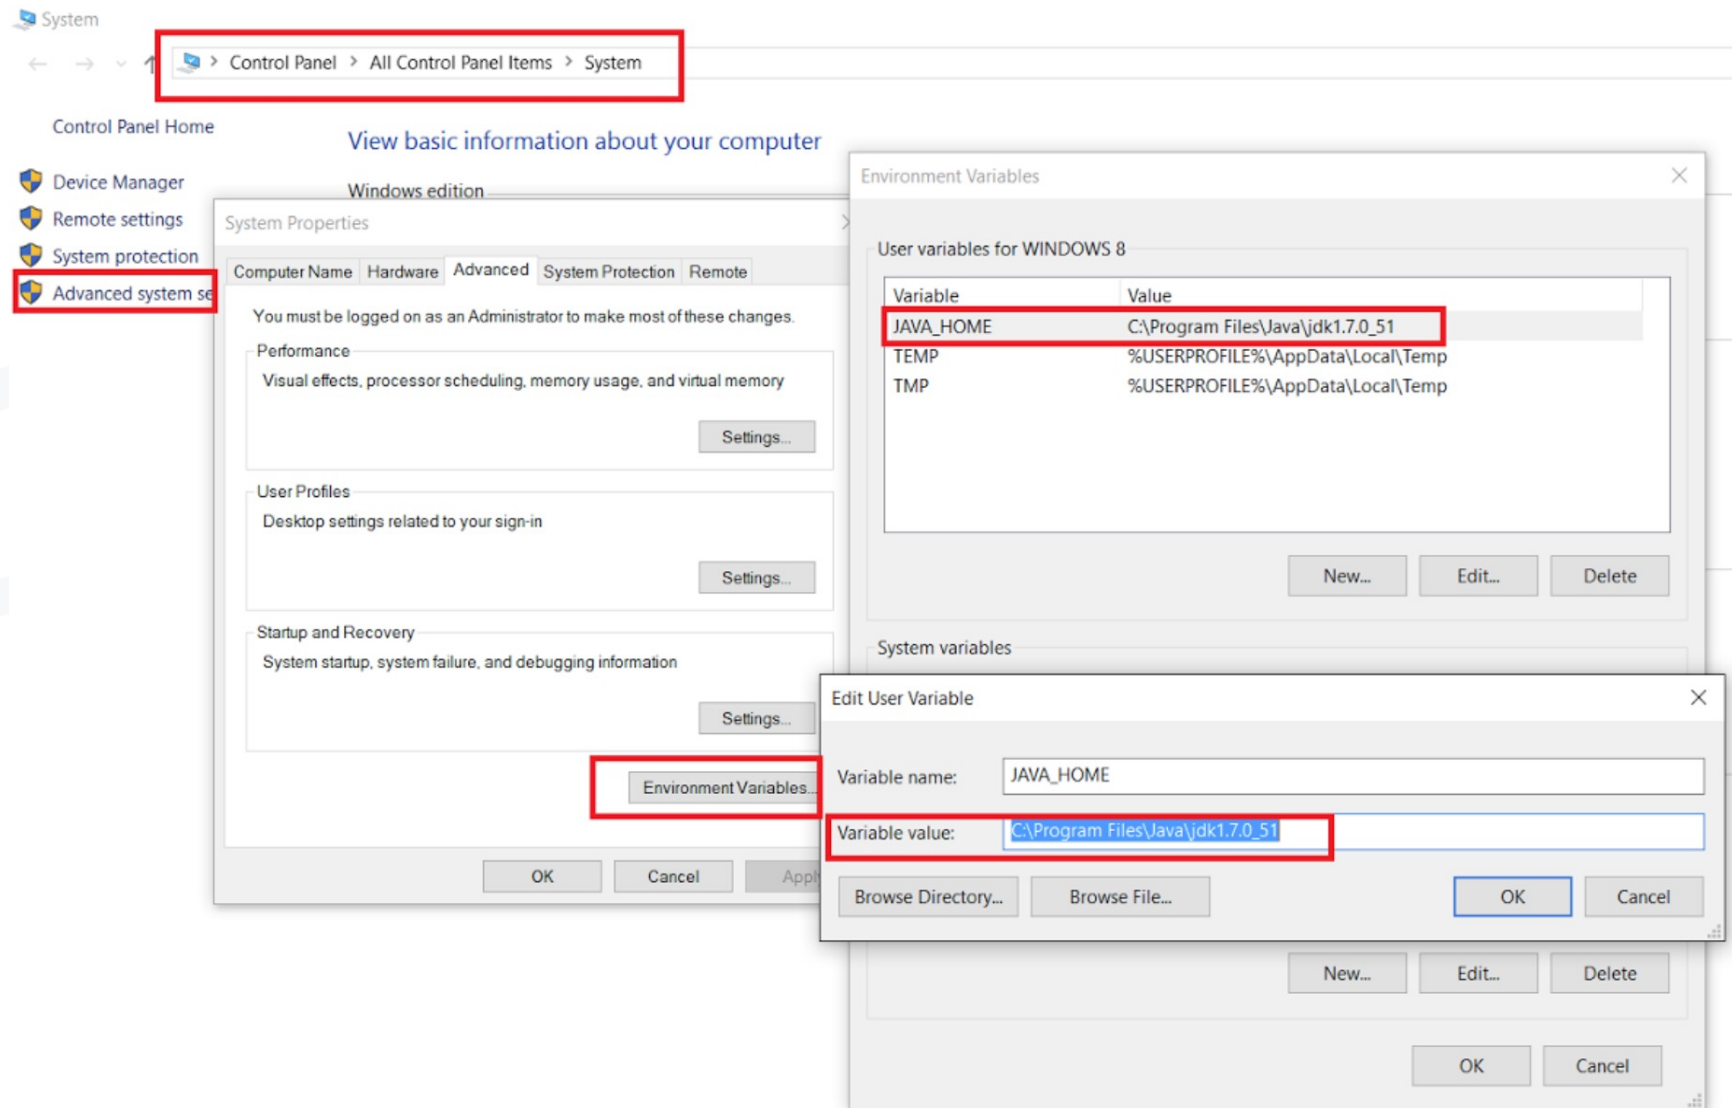 System
Control Panel > All Control Panel Items > System
Control Panel Home
Device Manager
Remote settings
System protection
Advanced system se
View basic information about your computer
Windows edition
System Properties
Computer Name Hardware Advanced System Protection Remote
You must be logged on as an Administrator to make most of these changes.
Performance
Visual effects, processor scheduling, memory usage, and virtual memory
Settings...
User Profiles
Desktop settings related to your sign-in
Settings...
Startup and Recovery
System startup, system failure, and debugging information
Settings...
Environment Variables...
OK Cancel Apply
Environment Variables
User variables for WINDOWS 8
Variable Value
JAVA_HOME C:\Program Files\Java\jdk1.7.0_51
TEMP %USERPROFILE%\AppData\Local\Temp
TMP %USERPROFILE%\AppData\Local\Temp
New... Edit... Delete
System variables
Edit User Variable
Variable name: JAVA_HOME
Variable value: C:\Program Files\Java\jdk1.7.0_51
Browse Directory... Browse File... OK Cancel
New... Edit... Delete
OK Cancel